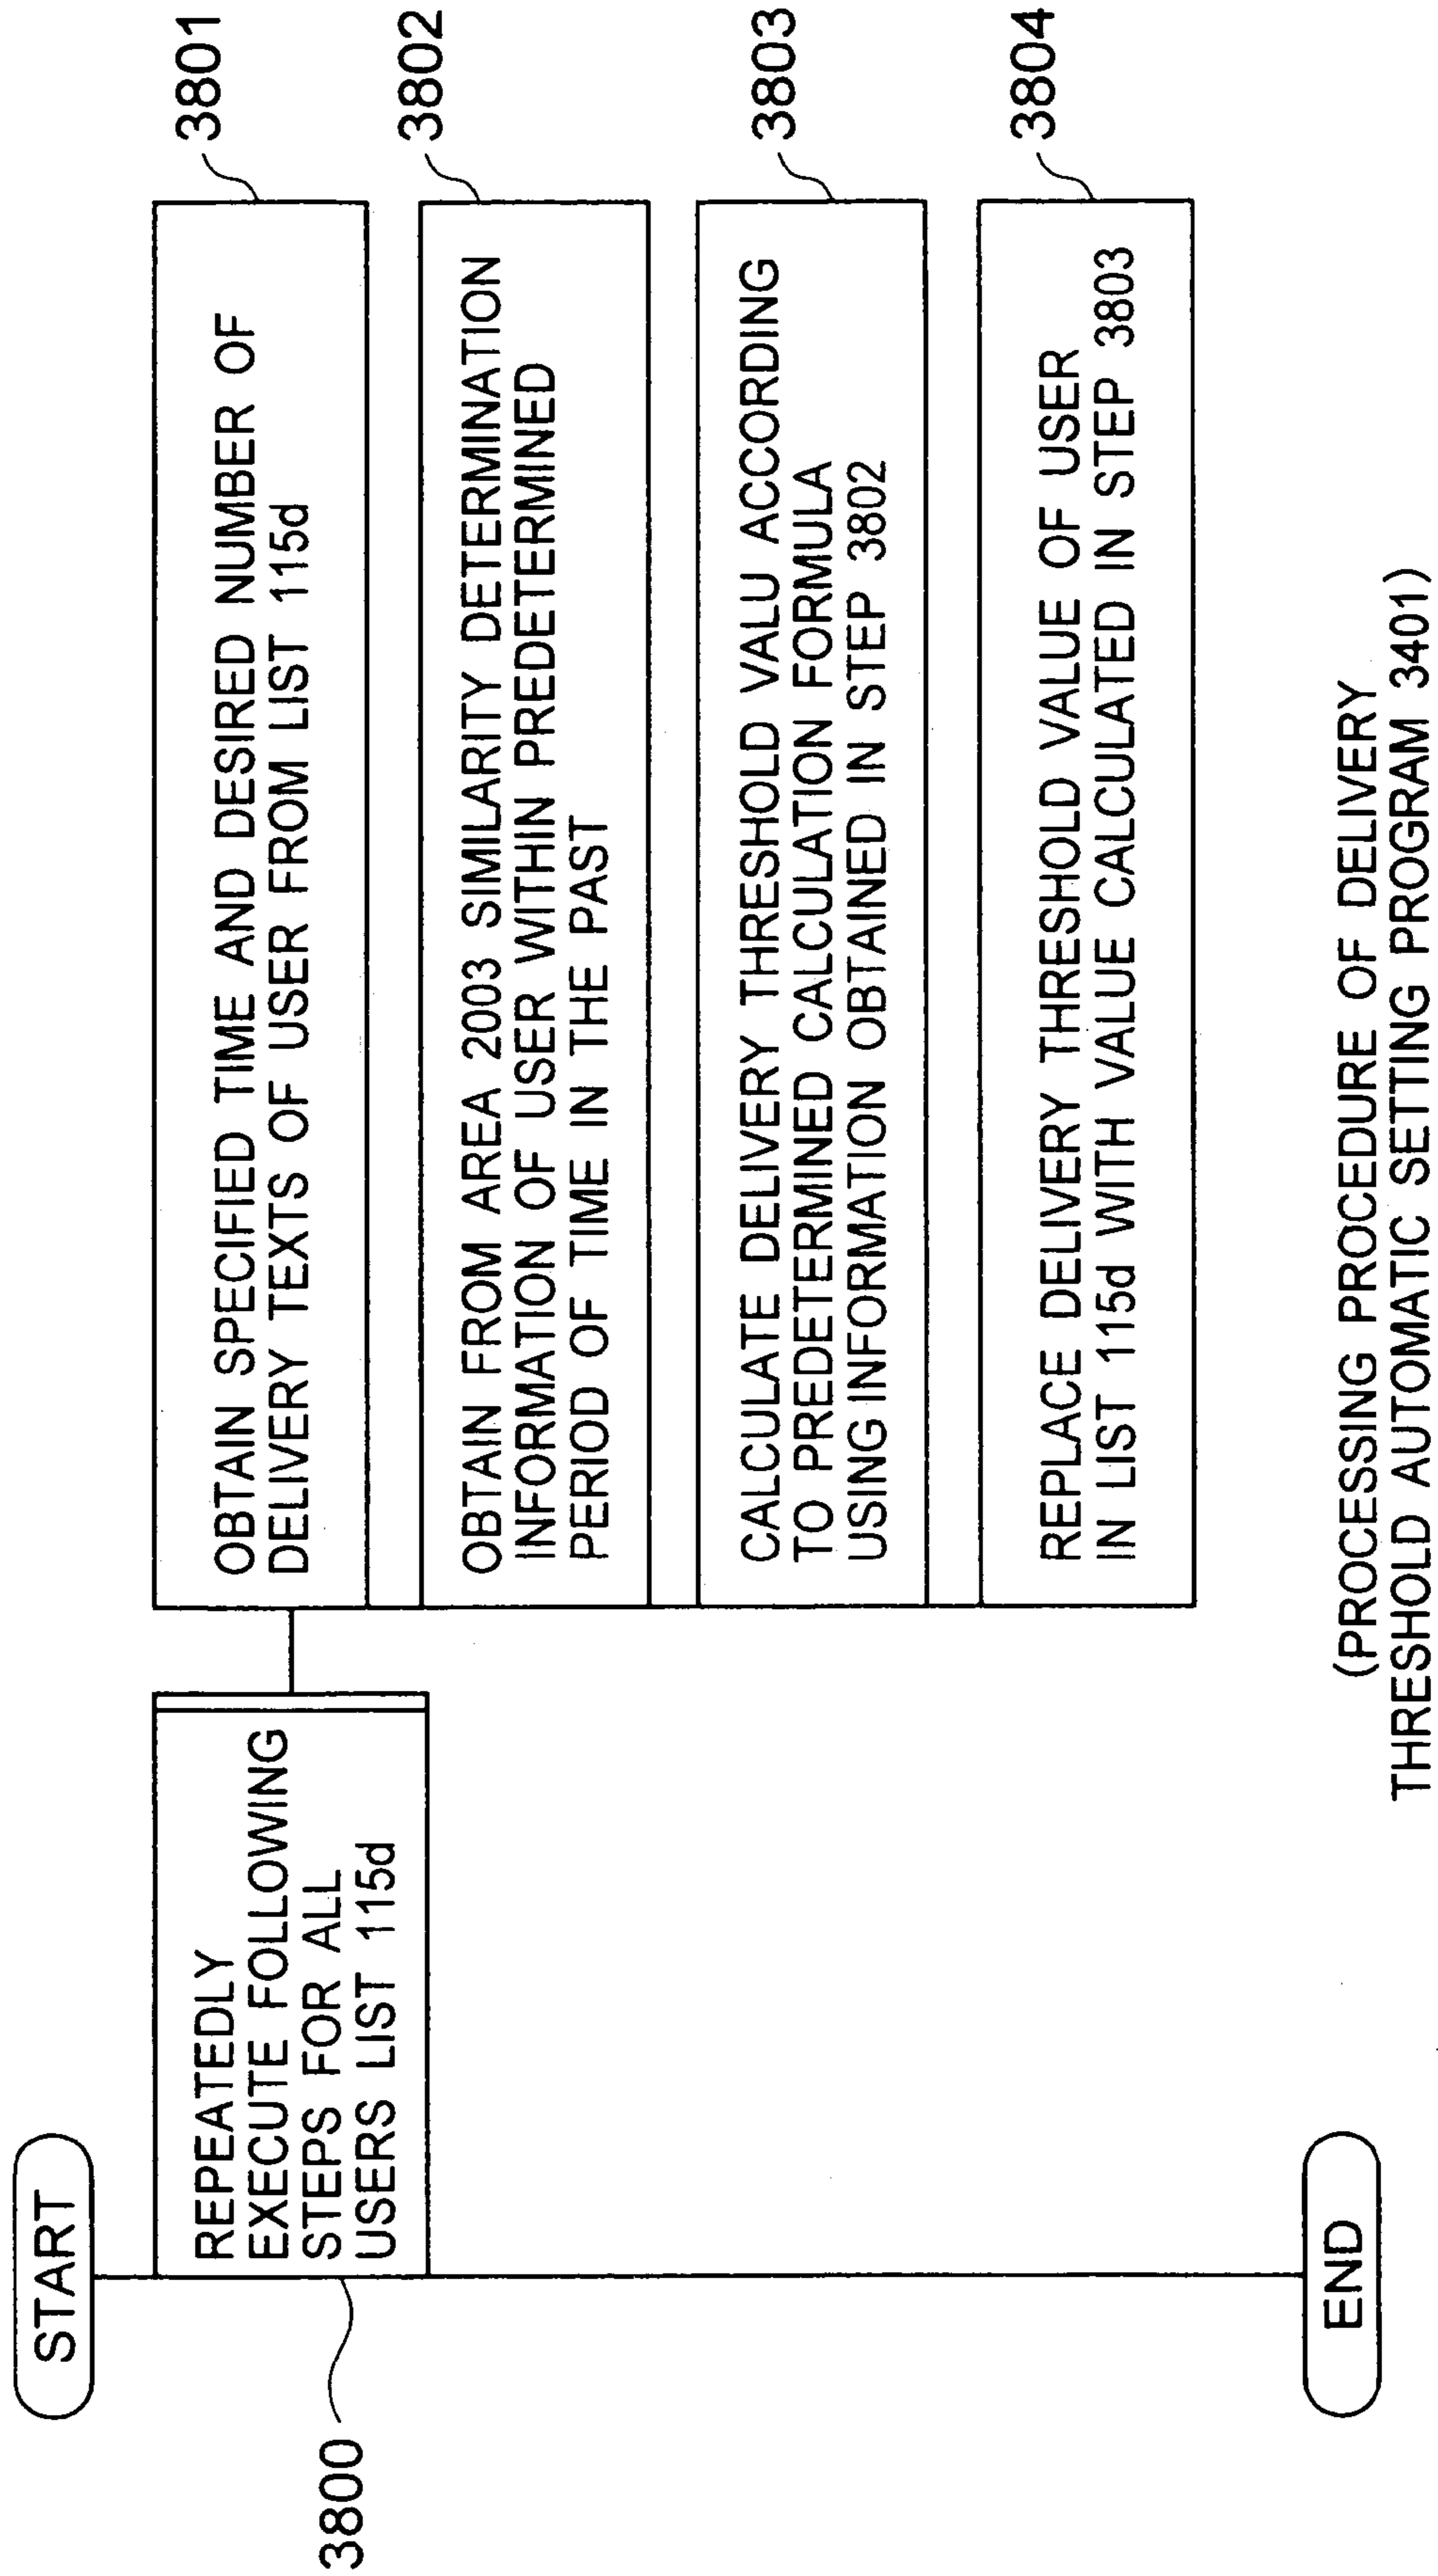 START
3800
REPEATEDLY
EXECUTE FOLLOWING
STEPS FOR ALL
USERS LIST 115d
OBTAIN SPECIFIED TIME AND DESIRED NUMBER OF
DELIVERY TEXTS OF USER FROM LIST 115d
3801
OBTAIN FROM AREA 2003 SIMILARITY DETERMINATION
INFORMATION OF USER WITHIN PREDETERMINED
PERIOD OF TIME IN THE PAST
3802
CALCULATE DELIVERY THRESHOLD VALU ACCORDING
TO PREDETERMINED CALCULATION FORMULA
USING INFORMATION OBTAINED IN STEP 3802
3803
REPLACE DELIVERY THRESHOLD VALUE OF USER
IN LIST 115d WITH VALUE CALCULATED IN STEP 3803
3804
END
(PROCESSING PROCEDURE OF DELIVERY
THRESHOLD AUTOMATIC SETTING PROGRAM 3401)